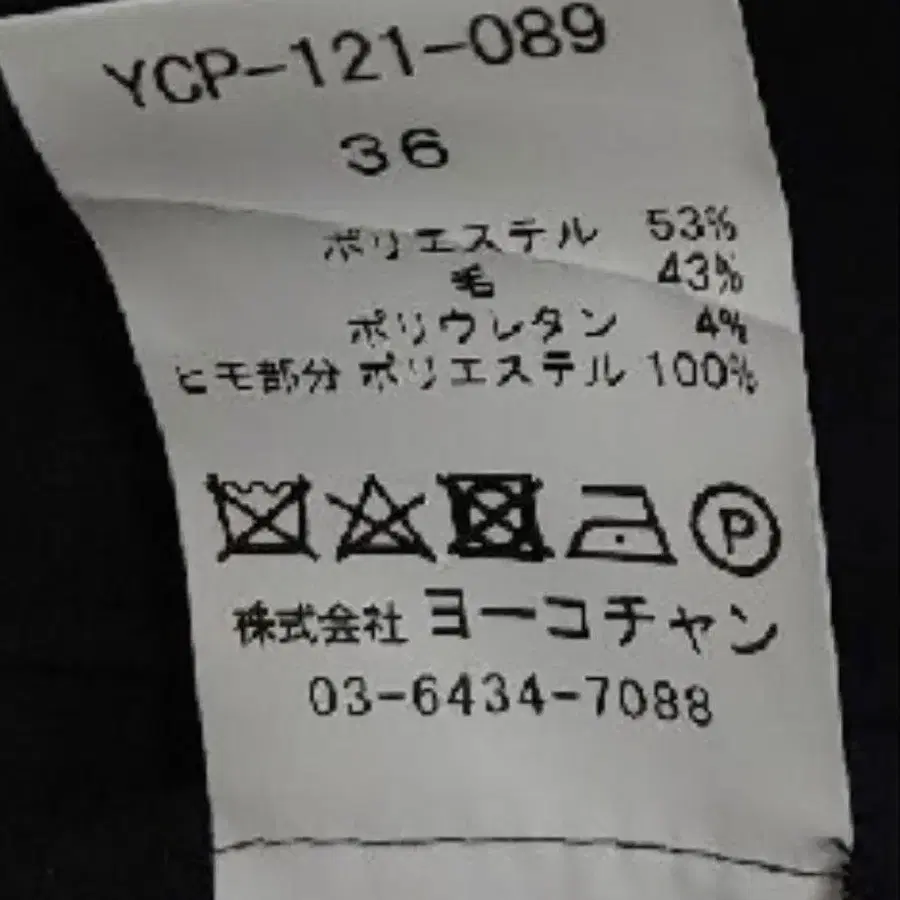 YCP-121-089
36
ポリエステル 53%
毛 43%
ポリウレタン 4%
ヒモ部分 ポリエステル 100%
P
株式会社 ヨーコチャン
03-6434-7088